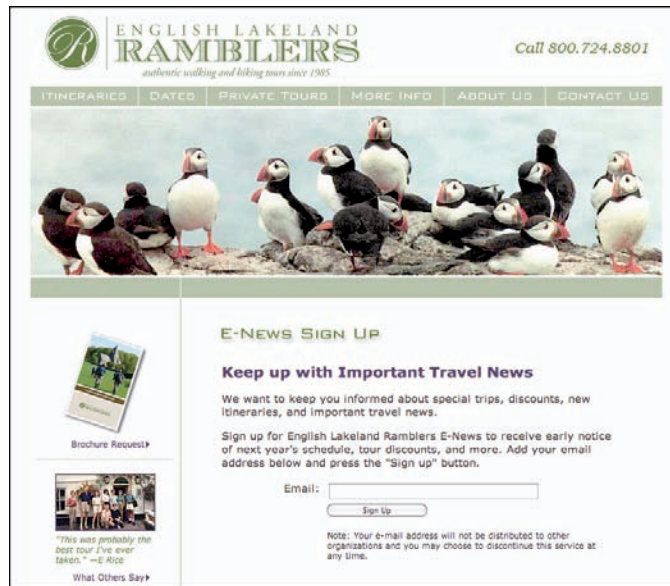 ENGLISH LAKELAND
RAMBLERS
authentic walking and hiking tours since 1985
Call 800.724.8801
ITINERARIES DATES PRIVATE TOURS MORE INFO ABOUT US CONTACT US
E-NEWS SIGN UP
Keep up with Important Travel News
We want to keep you informed about special trips, discounts, new
itineraries, and important travel news.
Sign up for English Lakeland Ramblers E-News to receive early notice
of next year's schedule, tour discounts, and more. Add your email
address below and press the "Sign up" button.
Email:
Sign Up
Note: Your e-mail address will not be distributed to other
organizations and you may choose to discontinue this service at
any time.
Brochure Request
"This was probably the
best tour I've ever
taken." —E Rice
What Others Say